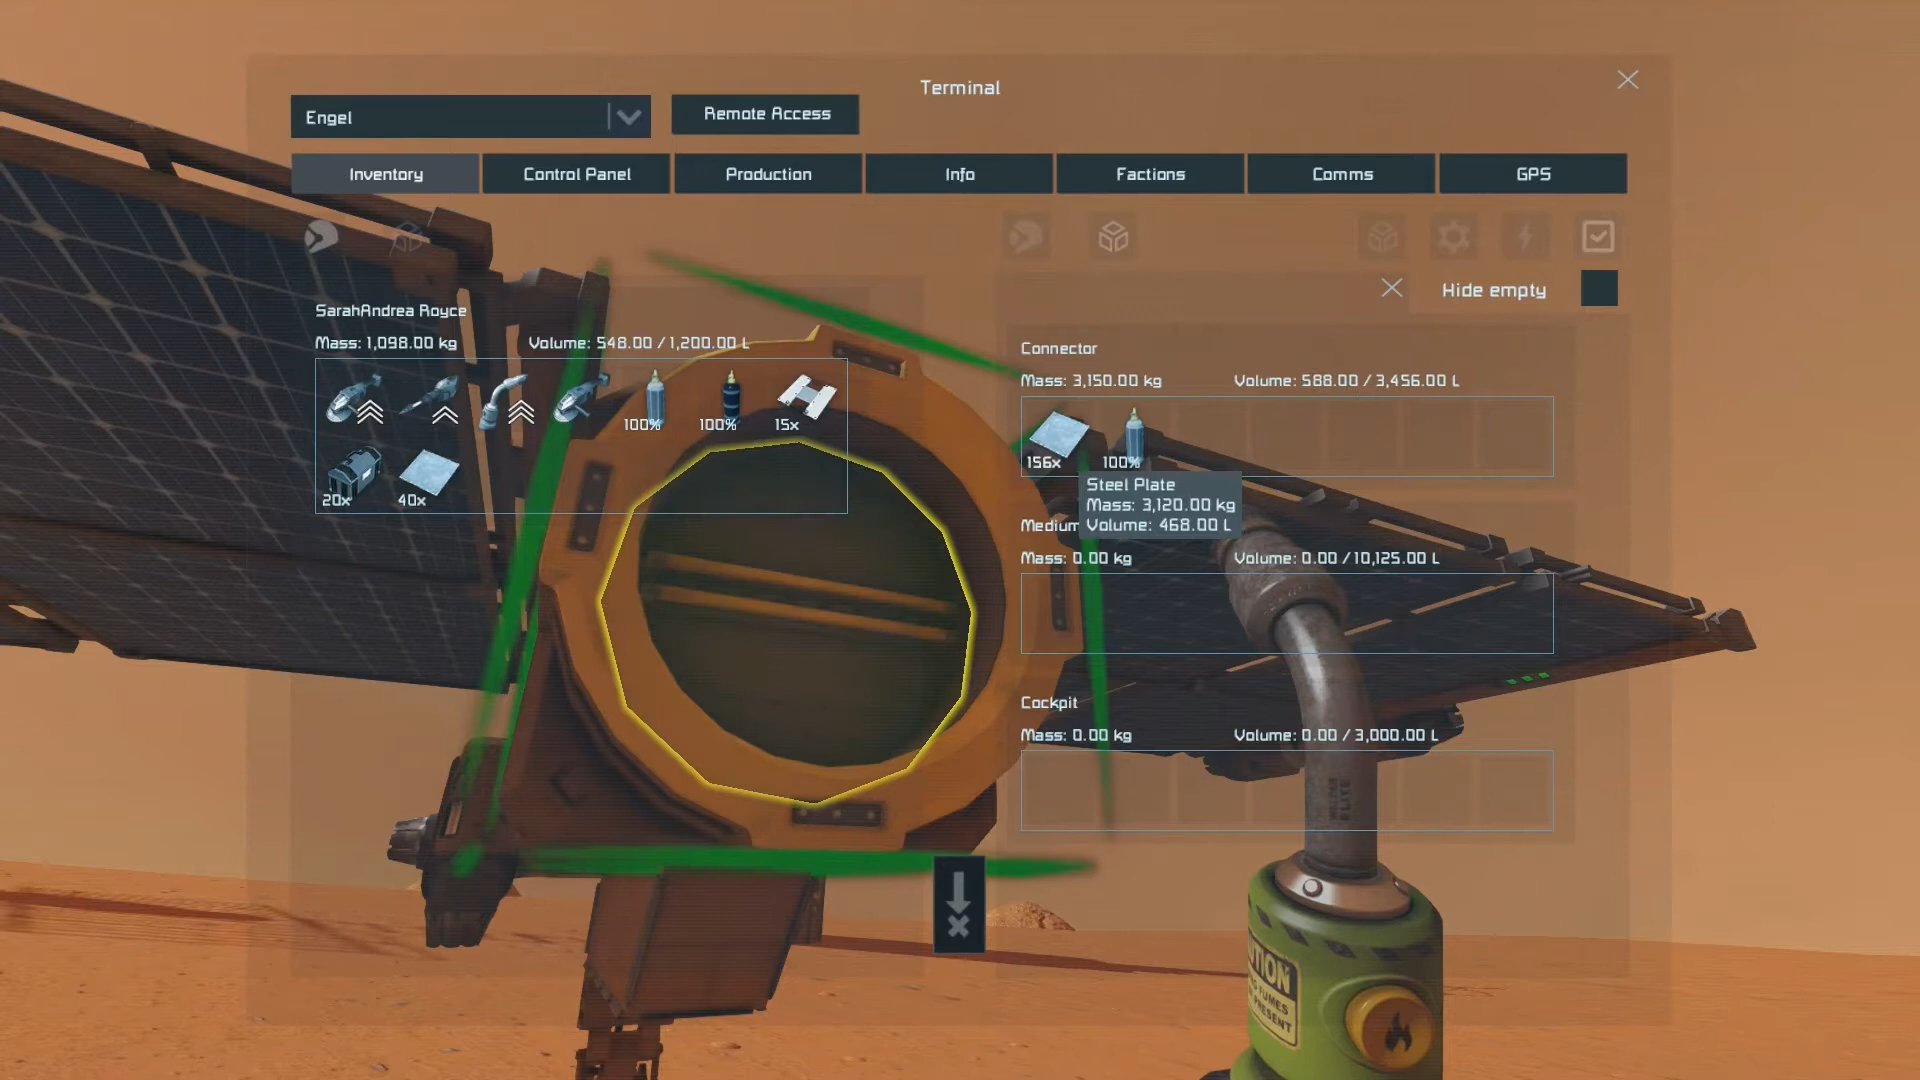 Terminal
Engel
Remote Access
Inventory
Control Panel
Production
Info
Factions
Comms
GPS
Hide empty
SarahAndrea Royce
Mass: 1,098.00 kg
Volume: 548.00 / 1,200.00 L
100%
100%
15x
20x
40x
Connector
Mass: 3,150.00 kg
Volume: 588.00 / 3,456.00 L
156x
100%
Steel Plate
Mass: 3,120.00 kg
Volume: 468.00 L
Medium
Mass: 0.00 kg
Volume: 0.00 / 10,125.00 L
Cockpit
Mass: 0.00 kg
Volume: 0.00 / 3,000.00 L
ELITE
FUMES
PRESENT